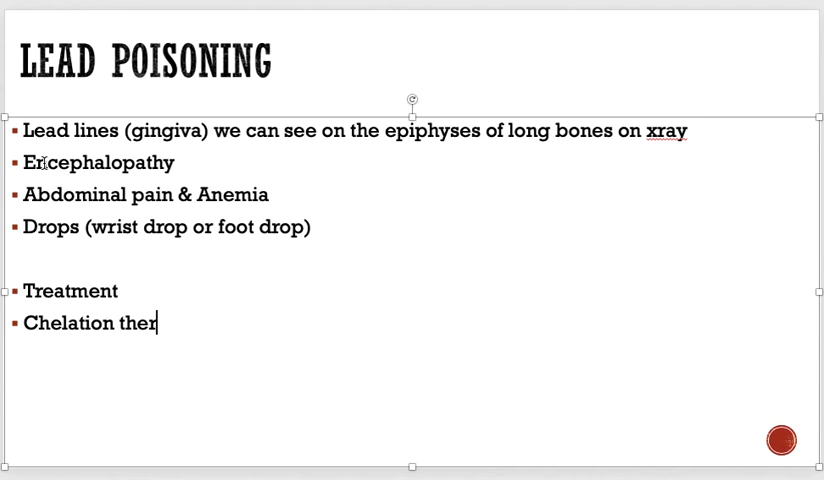 LEAD POISONING
Lead lines (gingiva) we can see on the epiphyses of long bones on xray
Encephalopathy
Abdominal pain & Anemia
Drops (wrist drop or foot drop)
Treatment
Chelation ther